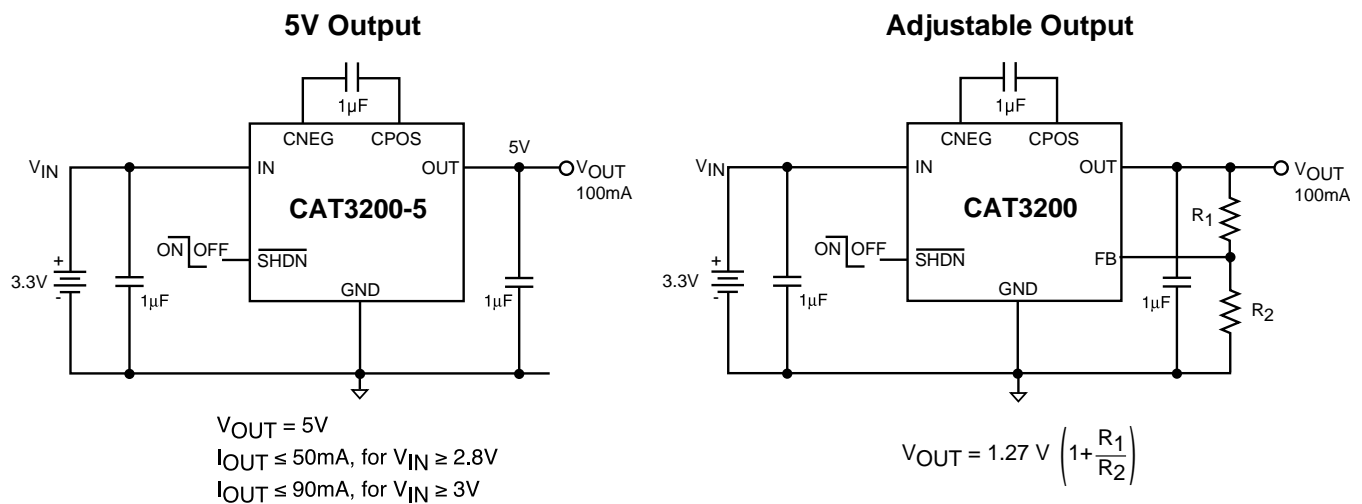 5V Output
1µF
CNEG CPOS
VIN
IN
OUT
5V
VOUT
100mA
CAT3200-5
ON OFF
SHDN
+
3.3V
-
1µF
GND
1µF
VOUT = 5V
IOUT ≤ 50mA, for VIN ≥ 2.8V
IOUT ≤ 90mA, for VIN ≥ 3V
Adjustable Output
1µF
CNEG CPOS
VIN
IN
OUT
VOUT
100mA
CAT3200
R1
ON OFF
SHDN
FB
+
3.3V
-
1µF
GND
1µF
R2
VOUT = 1.27 V (1+R1/R2)